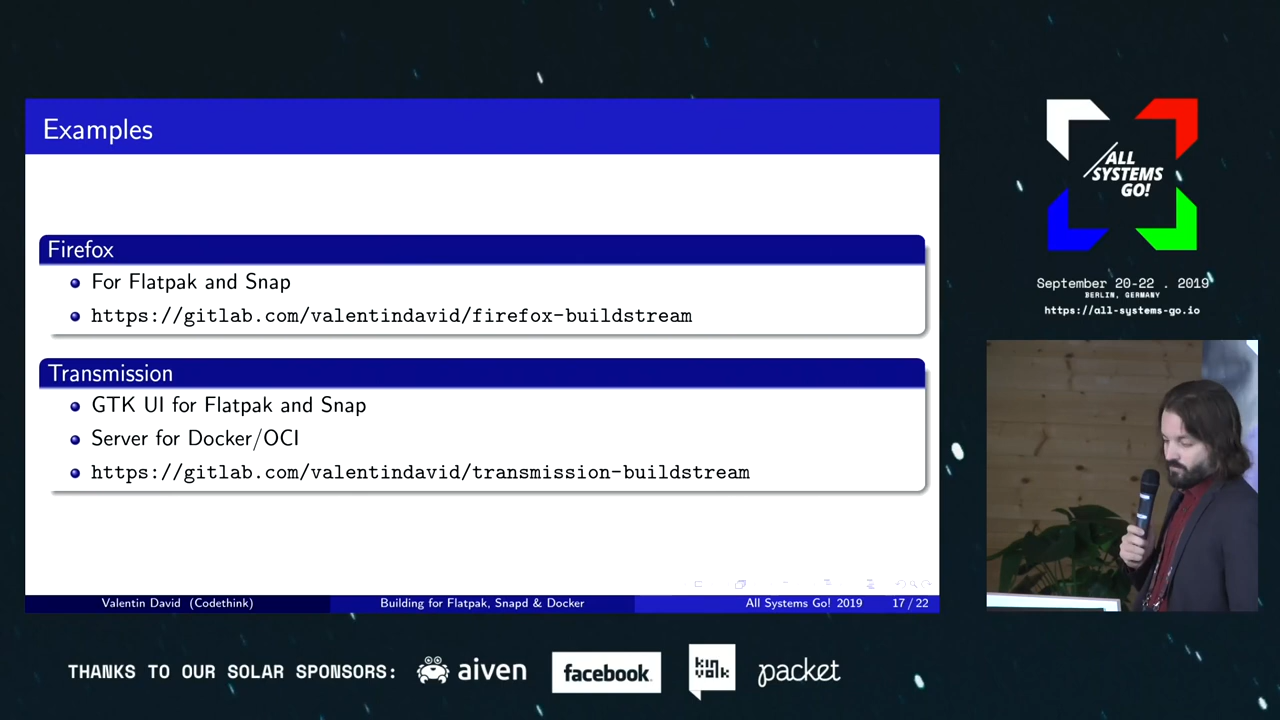 Examples
Firefox
For Flatpak and Snap
https://gitlab.com/valentindavid/firefox-buildstream
Transmission
GTK UI for Flatpak and Snap
Server for Docker/OCI
https://gitlab.com/valentindavid/transmission-buildstream
Valentin David (Codethink) Building for Flatpak, Snapd & Docker All Systems Go! 2019 17 / 22
ALL
SYSTEMS
GO!
September 20-22 . 2019
BERLIN, GERMANY
https://all-systems-go.io
THANKS TO OUR SOLAR SPONSORS: aiven facebook. kinvolk packet